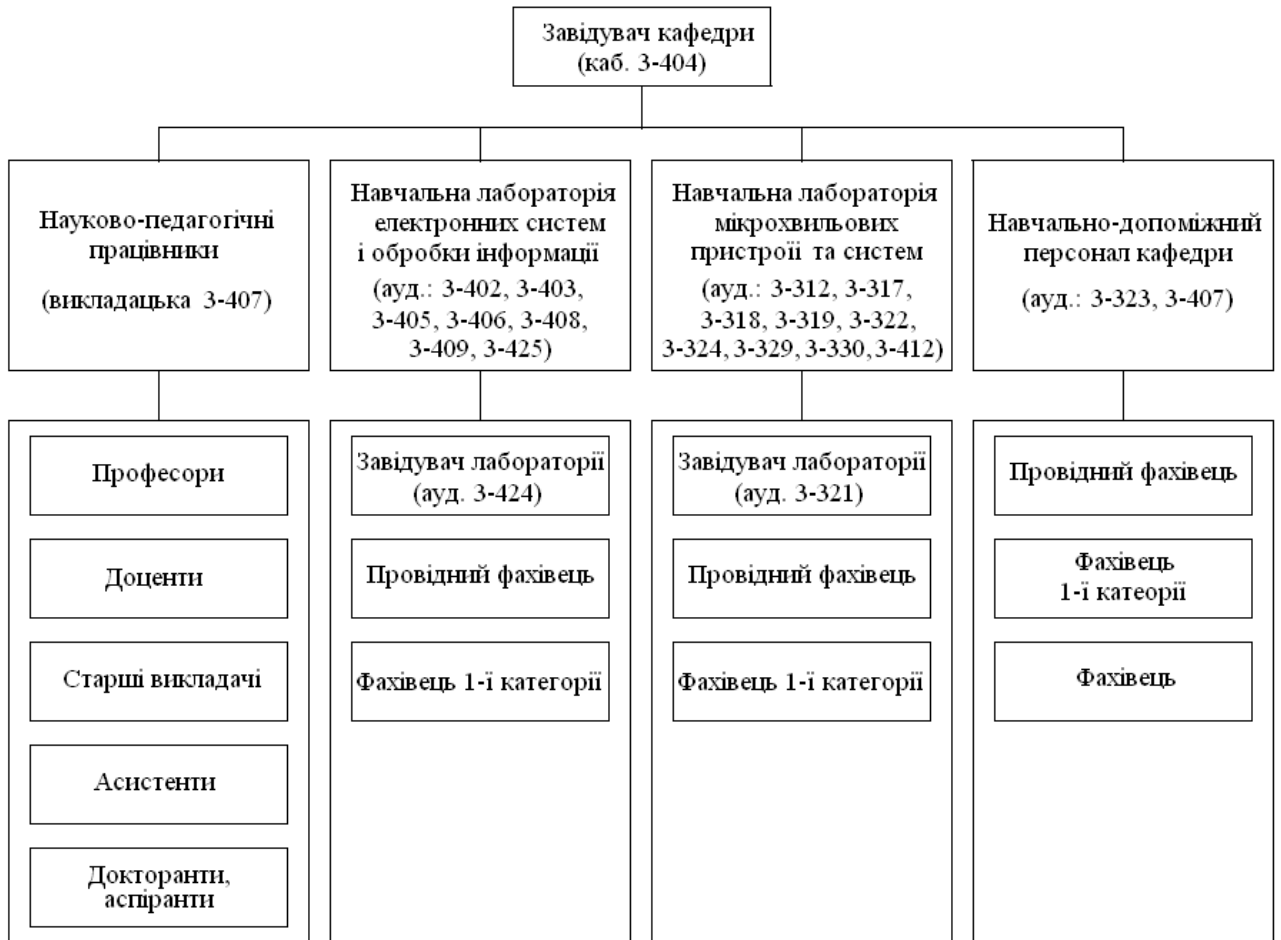 Завідувач кафедри
(каб. 3-404)
Науково-педагогічні
працівники
(викладацька 3-407)
Навчальна лабораторія
електронних систем
і обробки інформації
(ауд.: 3-402, 3-403,
3-405, 3-406, 3-408,
3-409, 3-425)
Навчальна лабораторія
мікрохвильових
пристроїї та систем
(ауд.: 3-312, 3-317,
3-318, 3-319, 3-322,
3-324, 3-329, 3-330, 3-412)
Навчально-допоміжний
персонал кафедри
(ауд.: 3-323, 3-407)
Професори
Доценти
Старші викладачі
Асистенти
Докторанти,
аспіранти
Завідувач лабораторії
(ауд. 3-424)
Провідний фахівець
Фахівець 1-ї категорії
Завідувач лабораторії
(ауд. 3-321)
Провідний фахівець
Фахівець 1-ї категорії
Провідний фахівець
Фахівець
1-ї катеорії
Фахівець